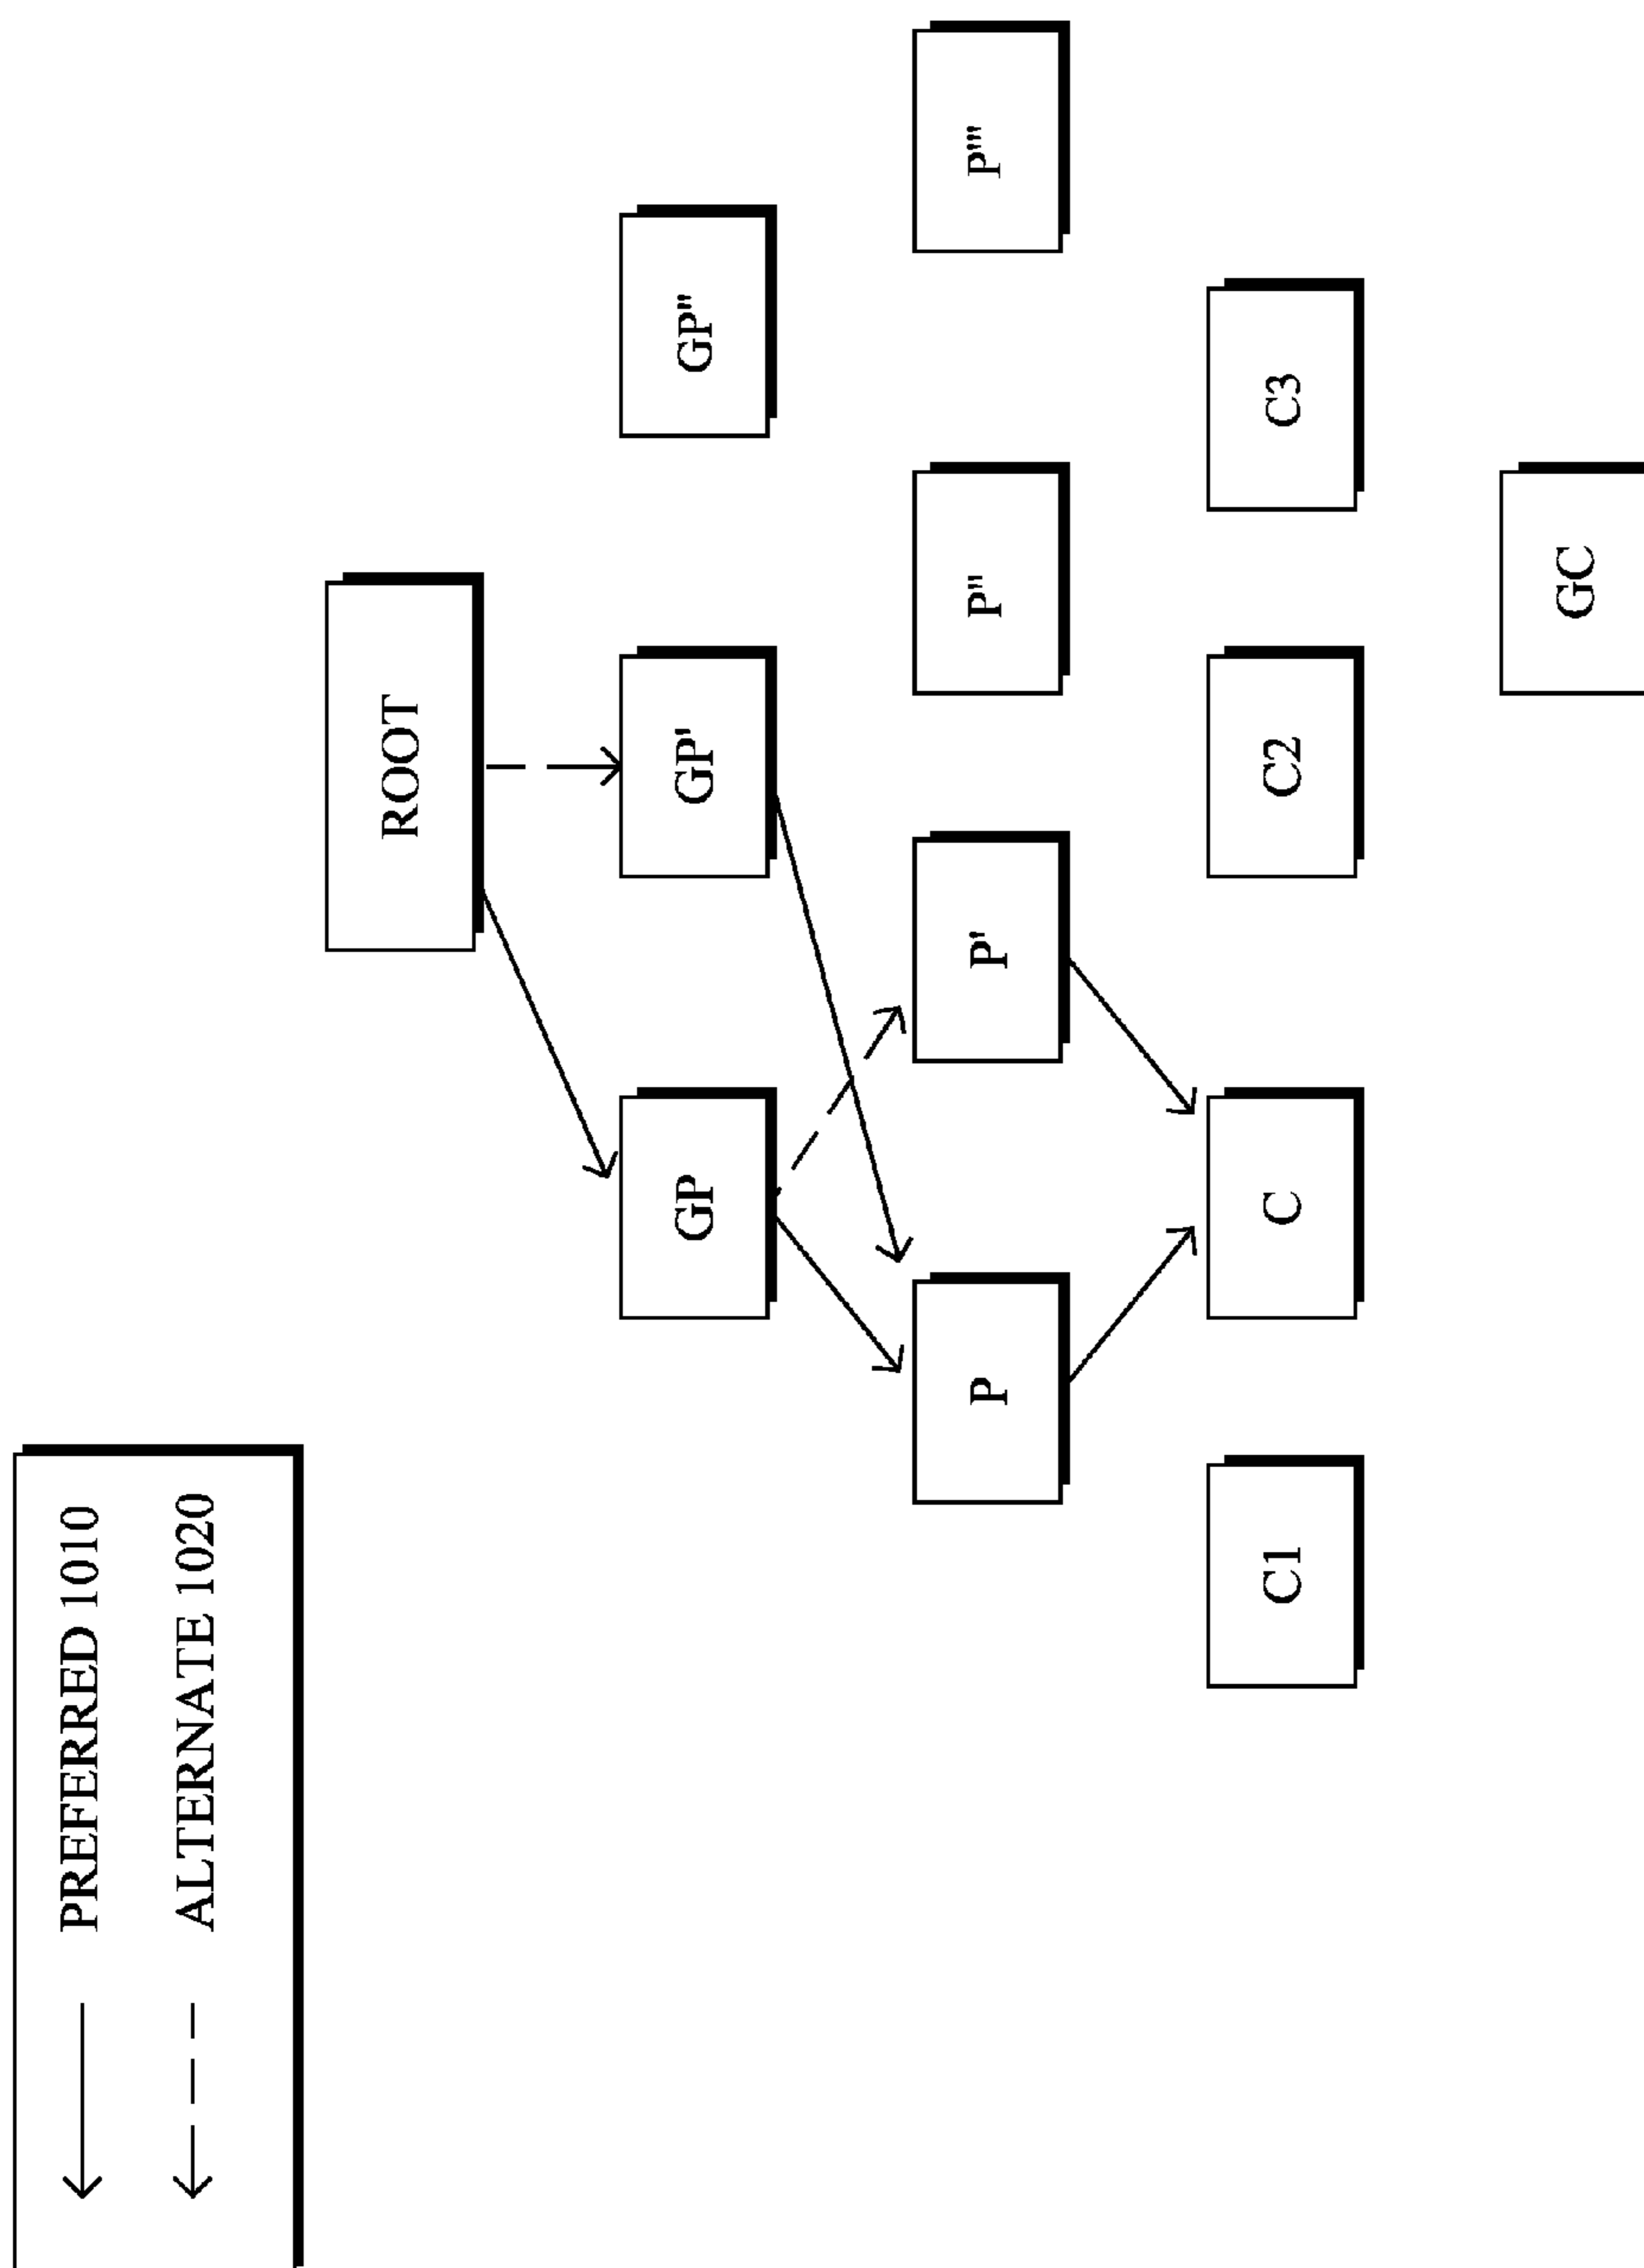 PREFERRED 1010
ALTERNATE 1020
ROOT
GP
GP'
GP"
P
P'
P"
P'"
C1
C
C2
C3
GC